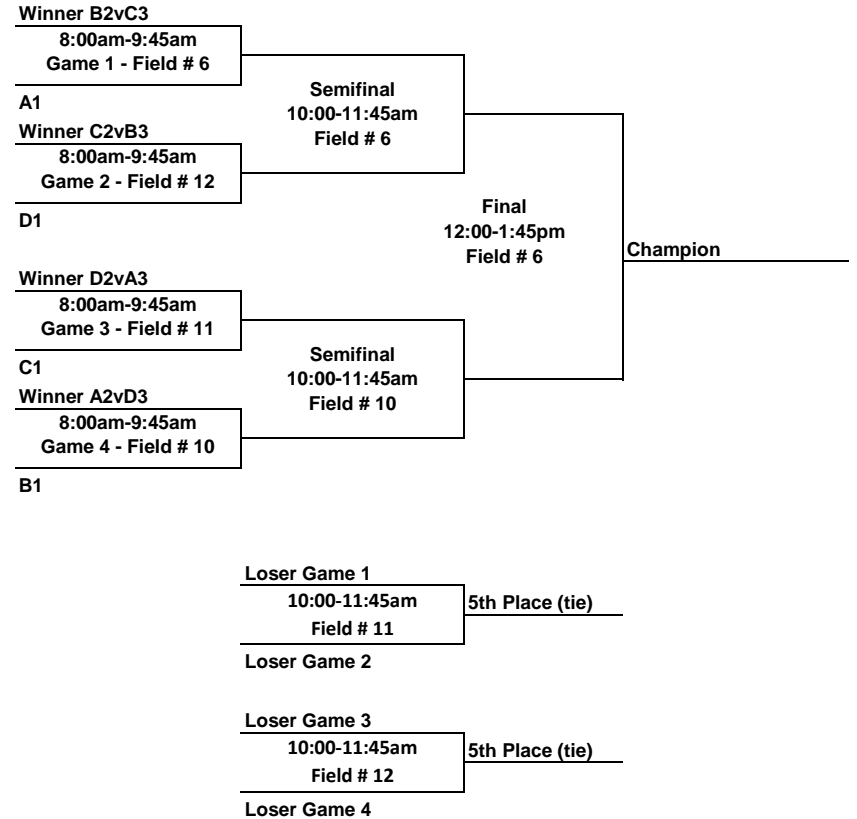 Winner B2vC3
8:00am-9:45am
Game 1 - Field # 6
A1
Winner C2vB3
8:00am-9:45am
Game 2 - Field # 12
D1
Semifinal
10:00-11:45am
Field # 6
Final
12:00-1:45pm
Field # 6
Champion
Winner D2vA3
8:00am-9:45am
Game 3 - Field # 11
C1
Winner A2vD3
8:00am-9:45am
Game 4 - Field # 10
B1
Semifinal
10:00-11:45am
Field # 10
Loser Game 1
10:00-11:45am
Field # 11
Loser Game 2
5th Place (tie)
Loser Game 3
10:00-11:45am
Field # 12
Loser Game 4
5th Place (tie)